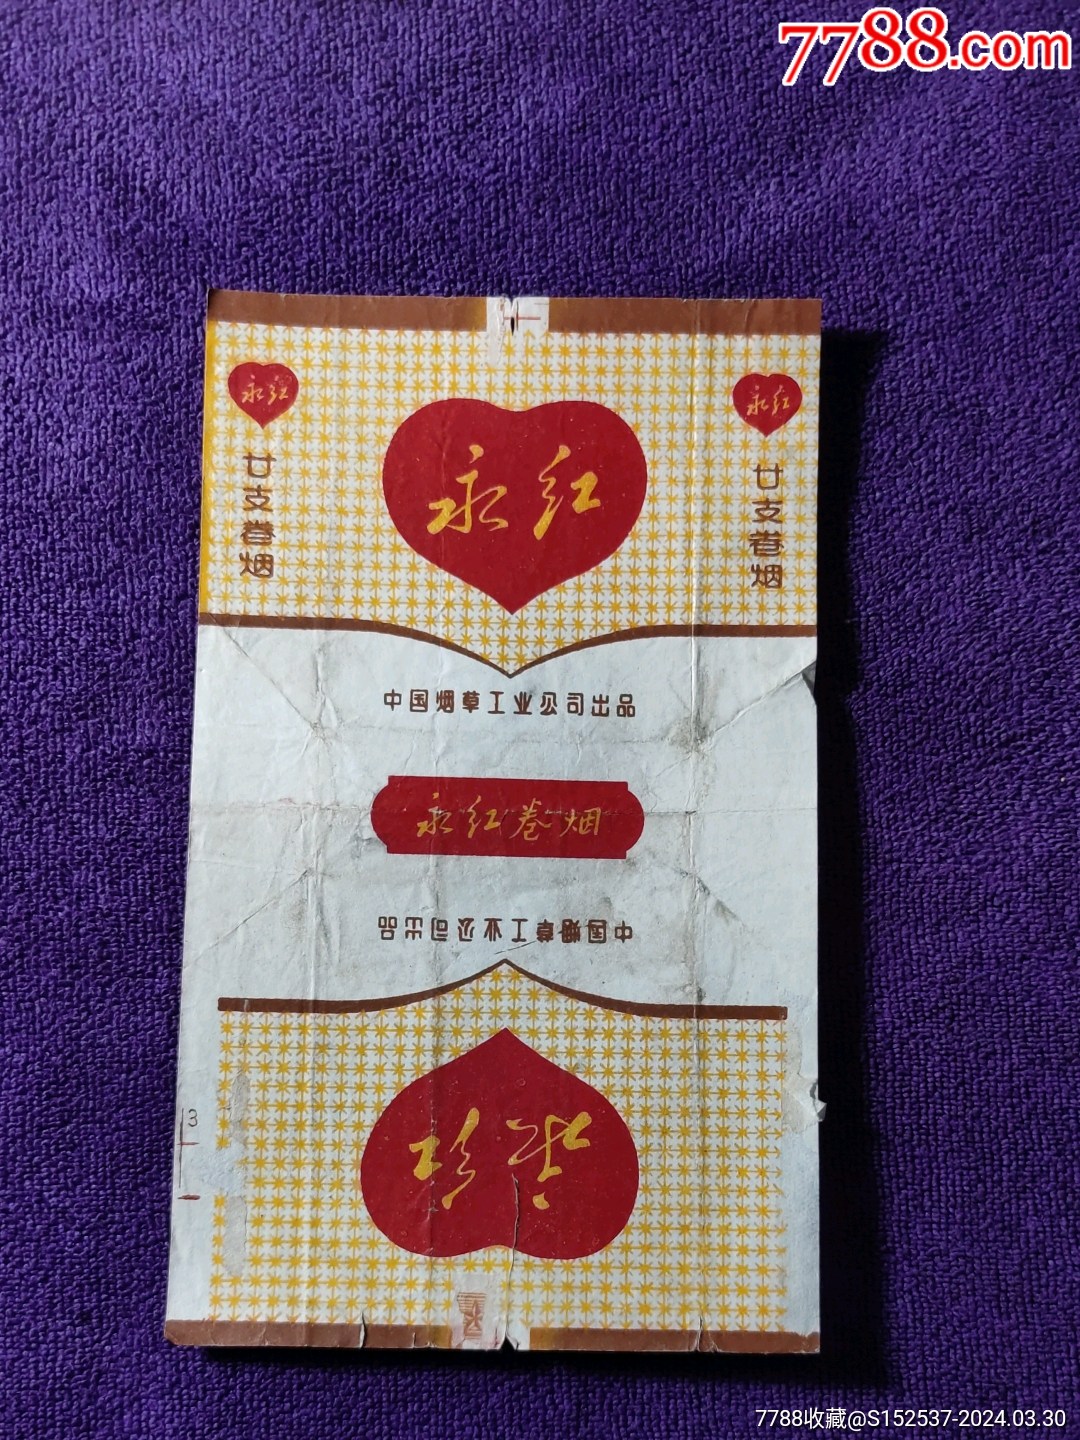 7788.com
永红
永红
永红
廿支卷烟
廿支卷烟
中国烟草工业公司出品
永红卷烟
中国烟草工业公司出品
永红
13
7788收藏@S152537-2024.03.30